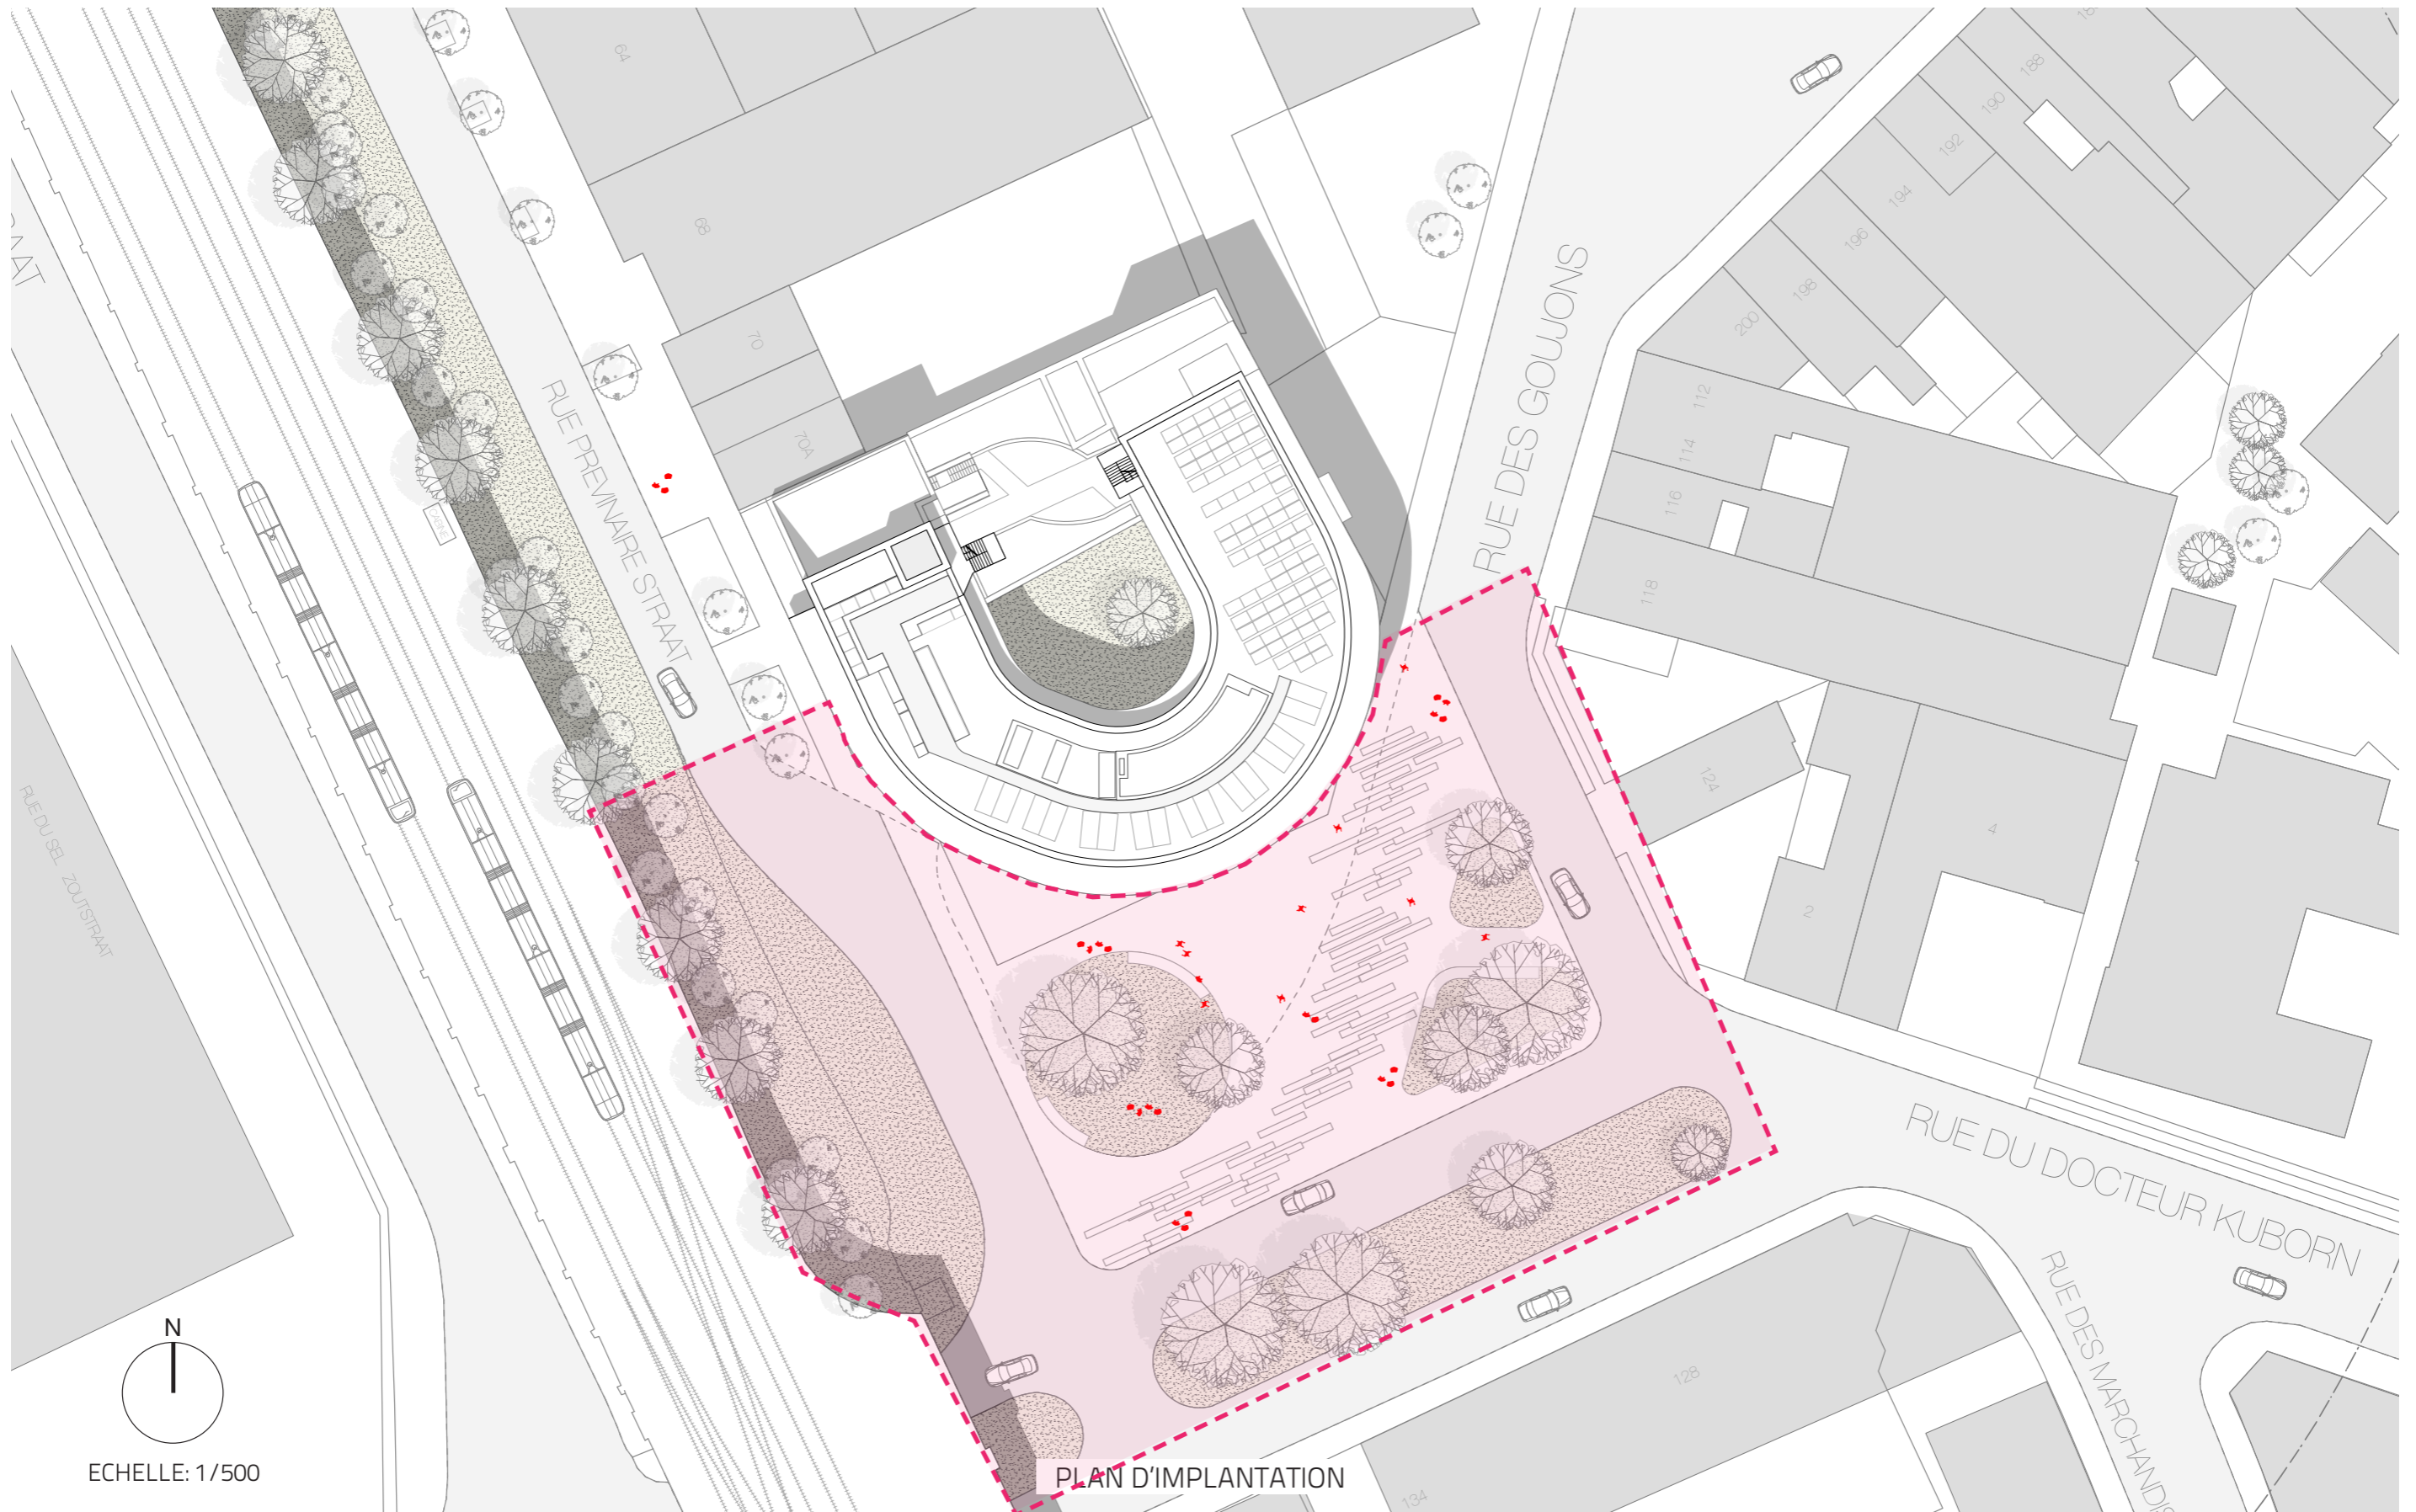 64
188
190
192
68
194
196
198
200
70
112
70A
114
116
118
RUE PREVINAIRE STRAAT
RUE DES GOUJONS
RUE DU SEL ZOUTSTRAAT
124
4
2
RUE DU DOCTEUR KUBORN
RUE DES MARCHANDIS
128
134
N
ECHELLE: 1/500
PLAN D'IMPLANTATION